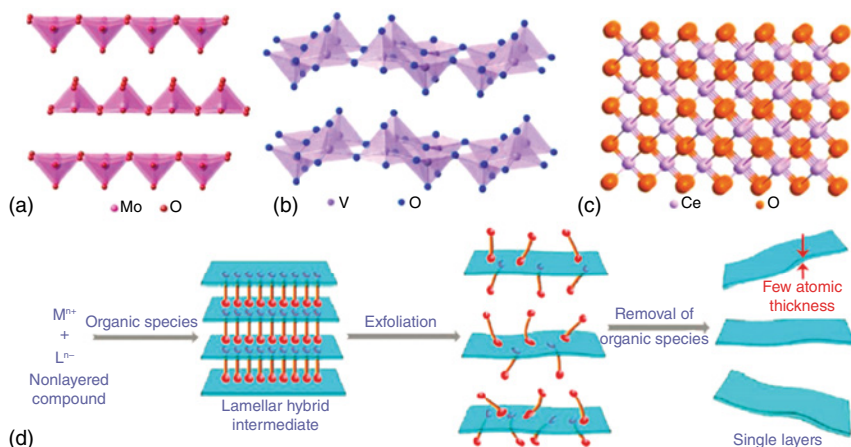 (a)
Mo O
(b)
V O
(c)
Ce O
Mⁿ⁺
+
Lⁿ⁻
Nonlayered
compound
Organic species
Lamellar hybrid
intermediate
Exfoliation
Removal of
organic species
Few atomic
thickness
Single layers
(d)